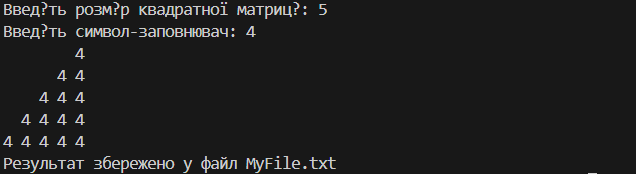 Введ?ть розм?р квадратної матриц?: 5
Введ?ть символ-заповнювач: 4
        4
      4 4
    4 4 4
  4 4 4 4
4 4 4 4 4
Результат збережено у файл MyFile.txt